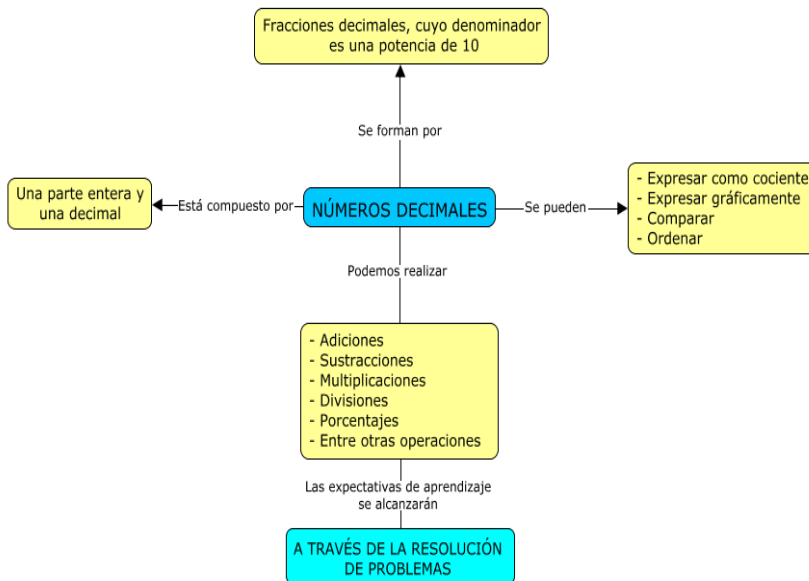 Fracciones decimales, cuyo denominador
es una potencia de 10
Se forman por
Una parte entera y
una decimal
Está compuesto por
NÚMEROS DECIMALES
Se pueden
- Expresar como cociente
- Expresar gráficamente
- Comparar
- Ordenar
Podemos realizar
- Adiciones
- Sustracciones
- Multiplicaciones
- Divisiones
- Porcentajes
- Entre otras operaciones
Las expectativas de aprendizaje
se alcanzarán
A TRAVÉS DE LA RESOLUCIÓN
DE PROBLEMAS